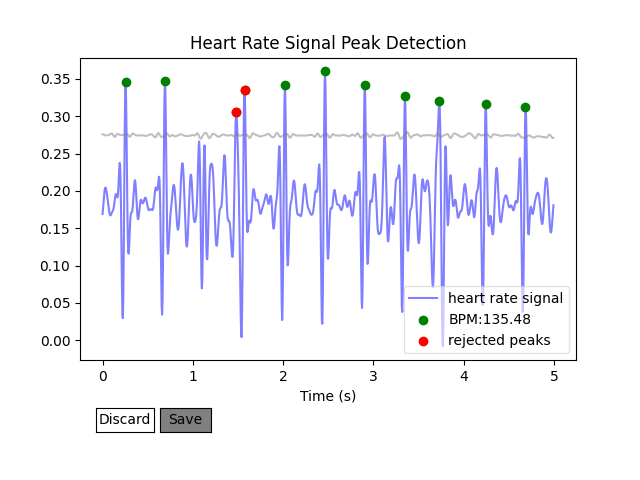 Heart Rate Signal Peak Detection
0.35
0.30
0.25
0.20
0.15
0.10
0.05
0.00
heart rate signal
BPM:135.48
rejected peaks
0 1 2 3 4 5
Time (s)
Discard Save